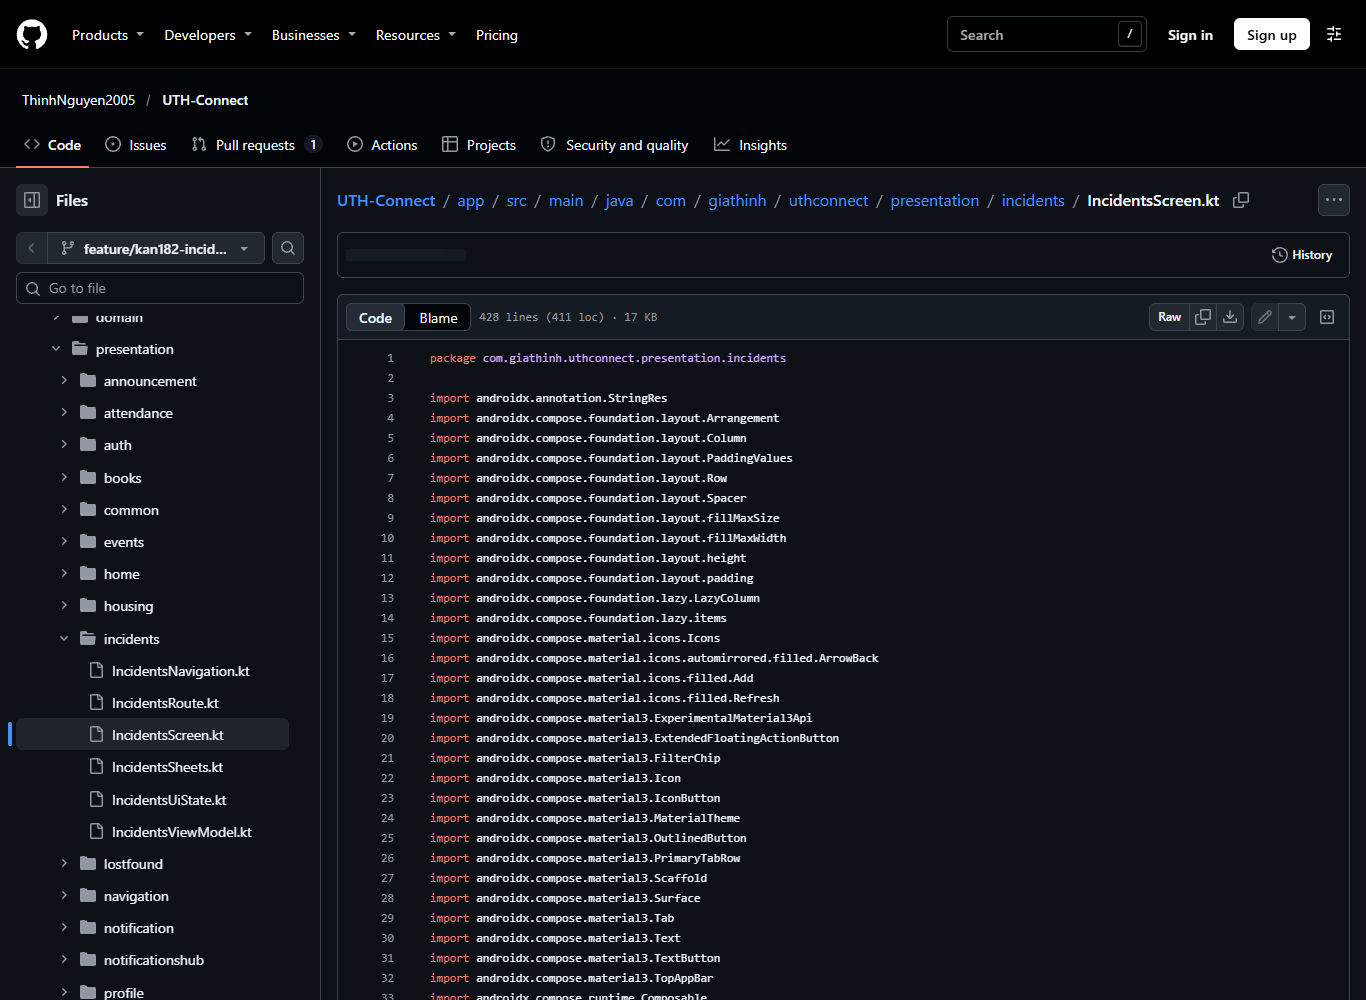 Products Developers Businesses Resources Pricing Search / Sign in Sign up
ThinhNguyen2005 / UTH-Connect
Code Issues Pull requests 1 Actions Projects Security and quality Insights
Files
feature/kan182-incid...
Go to file
domain
presentation
announcement
attendance
auth
books
common
events
home
housing
incidents
IncidentsNavigation.kt
IncidentsRoute.kt
IncidentsScreen.kt
IncidentsSheets.kt
IncidentsUiState.kt
IncidentsViewModel.kt
lostfound
navigation
notification
notificationshub
profile
UTH-Connect / app / src / main / java / com / giathinh / uthconnect / presentation / incidents / IncidentsScreen.kt
History
Code Blame 428 lines (411 loc) · 17 KB Raw
1 package com.giathinh.uthconnect.presentation.incidents
2
3 import androidx.annotation.StringRes
4 import androidx.compose.foundation.layout.Arrangement
5 import androidx.compose.foundation.layout.Column
6 import androidx.compose.foundation.layout.PaddingValues
7 import androidx.compose.foundation.layout.Row
8 import androidx.compose.foundation.layout.Spacer
9 import androidx.compose.foundation.layout.fillMaxSize
10 import androidx.compose.foundation.layout.fillMaxWidth
11 import androidx.compose.foundation.layout.height
12 import androidx.compose.foundation.layout.padding
13 import androidx.compose.foundation.lazy.LazyColumn
14 import androidx.compose.foundation.lazy.items
15 import androidx.compose.material.icons.Icons
16 import androidx.compose.material.icons.automirrored.filled.ArrowBack
17 import androidx.compose.material.icons.filled.Add
18 import androidx.compose.material.icons.filled.Refresh
19 import androidx.compose.material3.ExperimentalMaterial3Api
20 import androidx.compose.material3.ExtendedFloatingActionButton
21 import androidx.compose.material3.FilterChip
22 import androidx.compose.material3.Icon
23 import androidx.compose.material3.IconButton
24 import androidx.compose.material3.MaterialTheme
25 import androidx.compose.material3.OutlinedButton
26 import androidx.compose.material3.PrimaryTabRow
27 import androidx.compose.material3.Scaffold
28 import androidx.compose.material3.Surface
29 import androidx.compose.material3.Tab
30 import androidx.compose.material3.Text
31 import androidx.compose.material3.TextButton
32 import androidx.compose.material3.TopAppBar
33 import androidx.compose.runtime.Composable